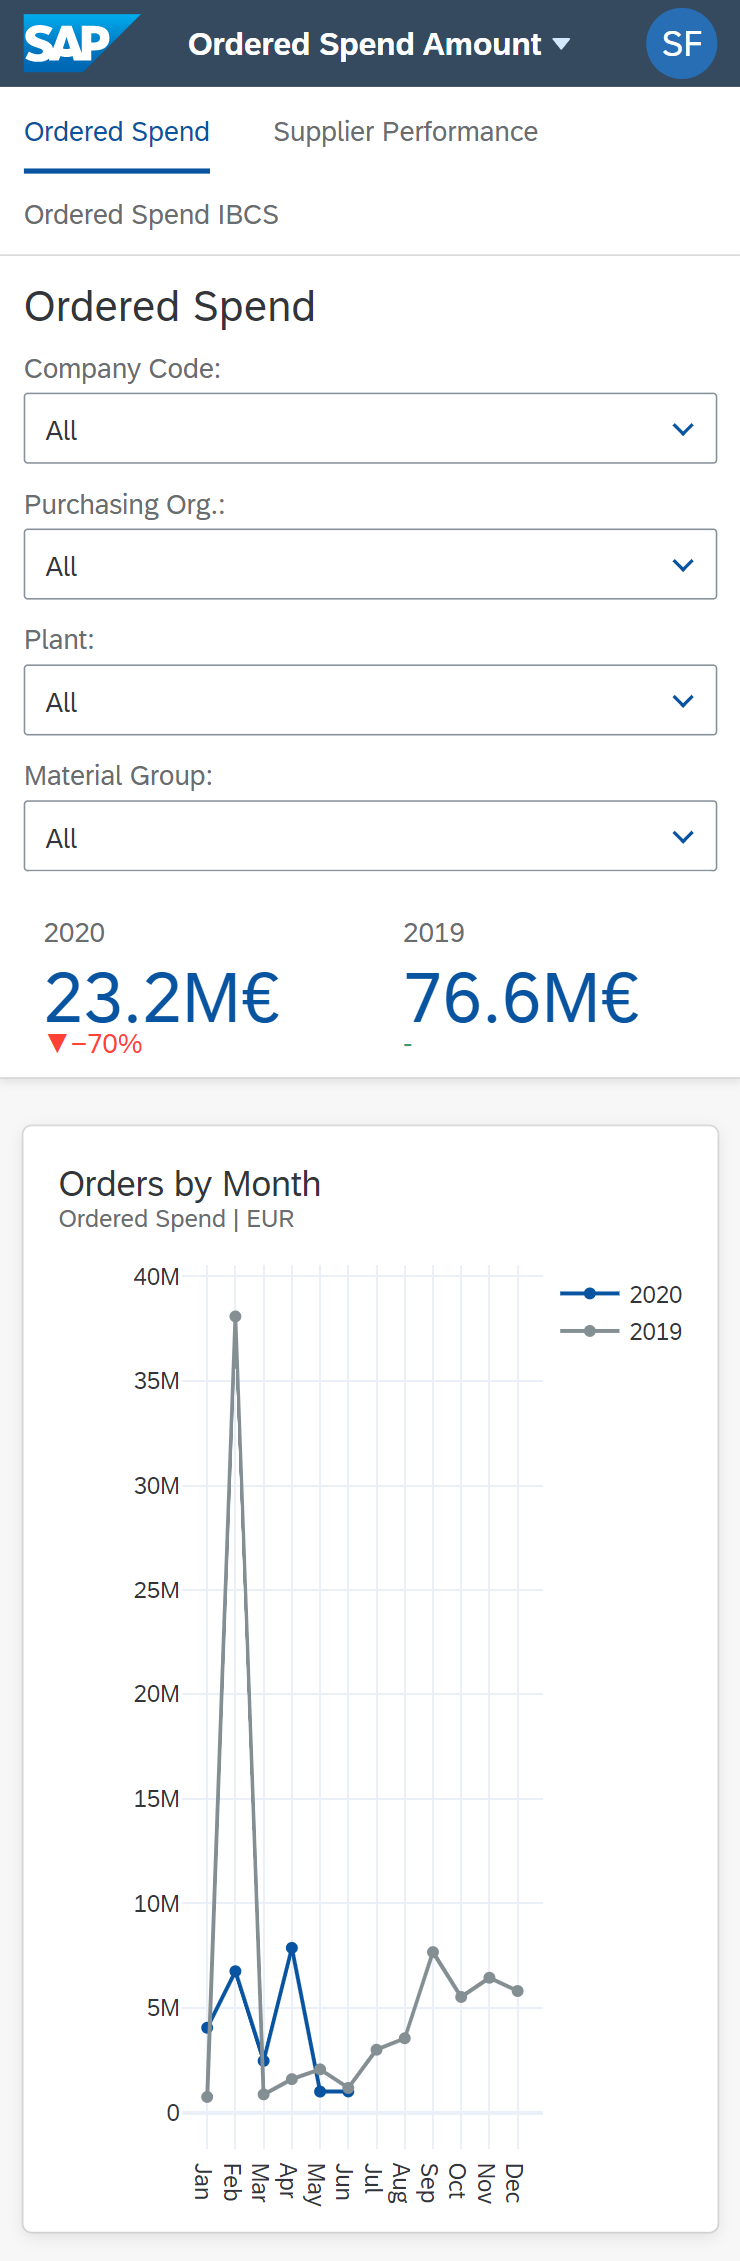 SAP
Ordered Spend Amount
SF
Ordered Spend
Supplier Performance
Ordered Spend IBCS
Ordered Spend
Company Code:
All
Purchasing Org.:
All
Plant:
All
Material Group:
All
2020
2019
23.2M€
76.6M€
▼−70%
-
Orders by Month
Ordered Spend | EUR
40M
35M
30M
25M
20M
15M
10M
5M
0
2020
2019
Jan
Feb
Mar
Apr
May
Jun
Jul
Aug
Sep
Oct
Nov
Dec